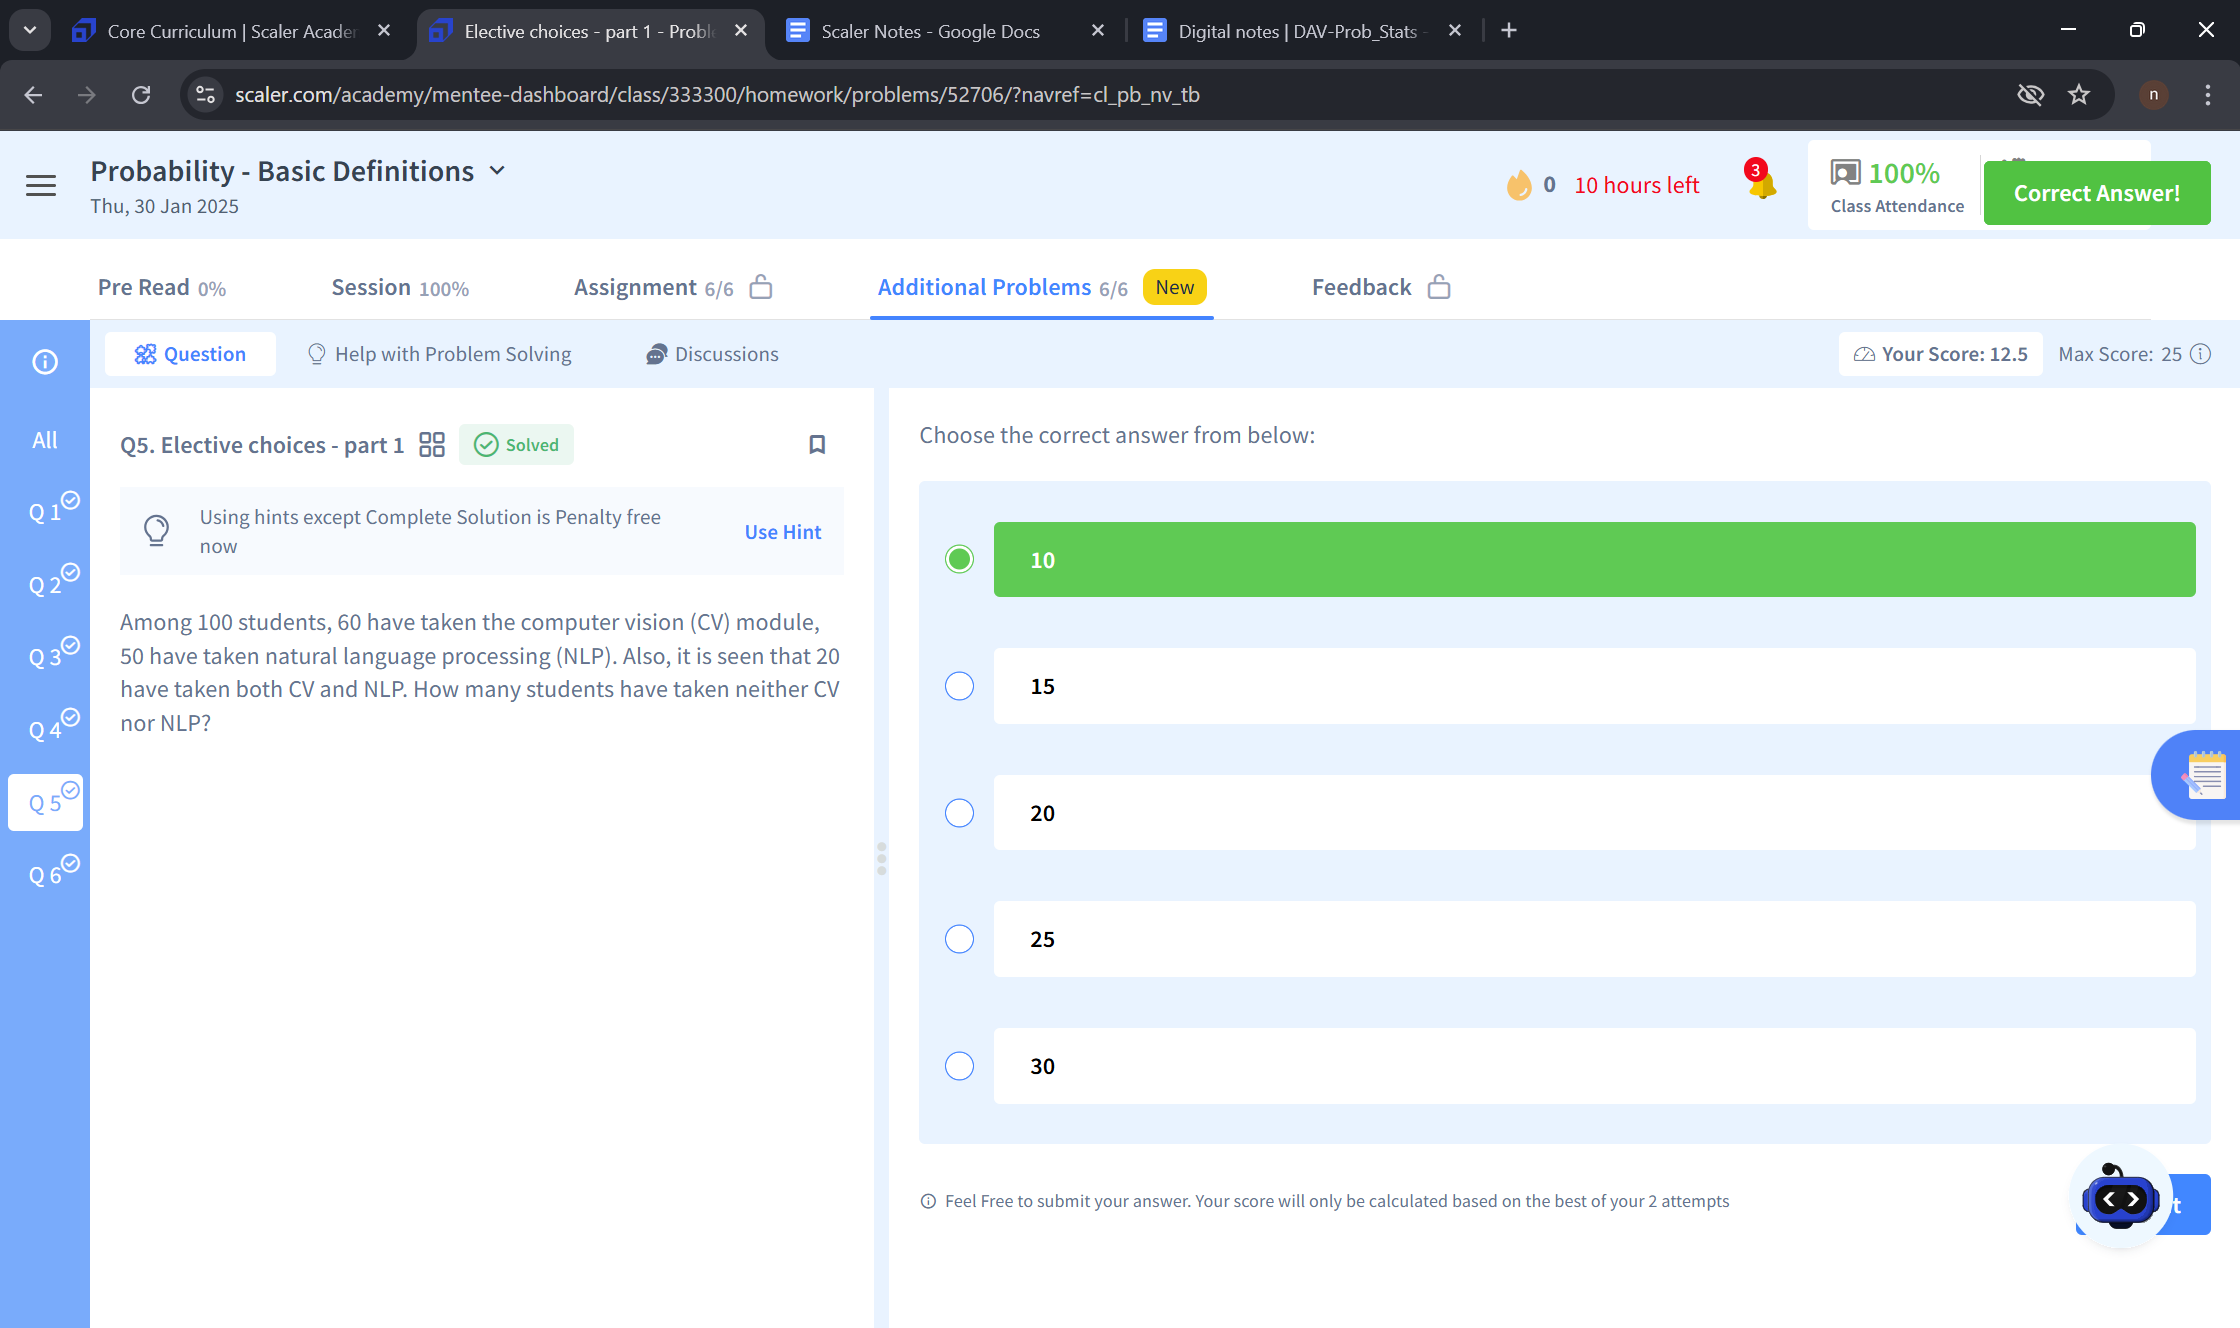 Core Curriculum | Scaler Acader
Elective choices - part 1 - Proble
Scaler Notes - Google Docs
Digital notes | DAV-Prob_Stats -
scaler.com/academy/mentee-dashboard/class/333300/homework/problems/52706/?navref=cl_pb_nv_tb
n
Probability - Basic Definitions
Thu, 30 Jan 2025
0
10 hours left
3
100%
Class Attendance
Correct Answer!
Pre Read 0%
Session 100%
Assignment 6/6
Additional Problems 6/6 New
Feedback
Question
Help with Problem Solving
Discussions
Your Score: 12.5
Max Score: 25
All
Q 1
Q 2
Q 3
Q 4
Q 5
Q 6
Q5. Elective choices - part 1
Solved
Using hints except Complete Solution is Penalty free
now
Use Hint
Among 100 students, 60 have taken the computer vision (CV) module,
50 have taken natural language processing (NLP). Also, it is seen that 20
have taken both CV and NLP. How many students have taken neither CV
nor NLP?
Choose the correct answer from below:
10
15
20
25
30
Feel Free to submit your answer. Your score will only be calculated based on the best of your 2 attempts